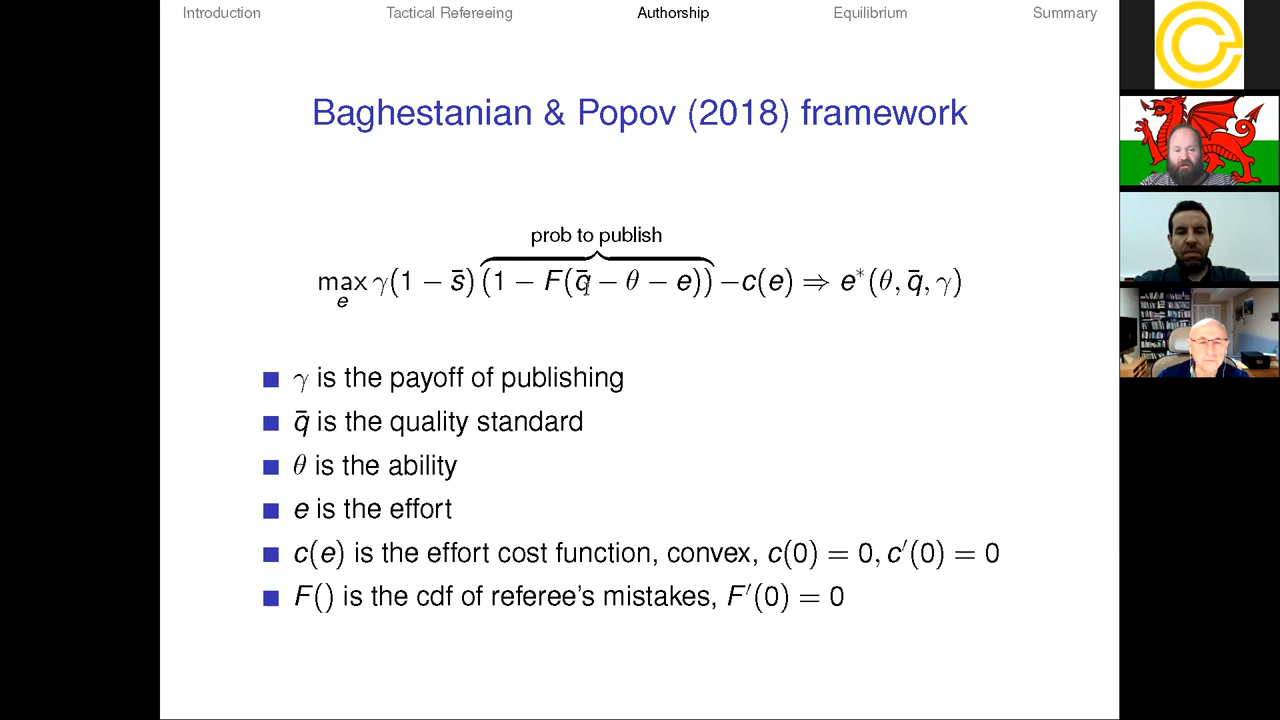 Introduction Tactical Refereeing Authorship Equilibrium Summary
Baghestanian & Popov (2018) framework
prob to publish
max γ(1 − s̄) (1 − F(q̄ − θ − e)) −c(e) ⇒ e*(θ, q̄, γ)
e
γ is the payoff of publishing
q̄ is the quality standard
θ is the ability
e is the effort
c(e) is the effort cost function, convex, c(0) = 0, c′(0) = 0
F() is the cdf of referee's mistakes, F′(0) = 0